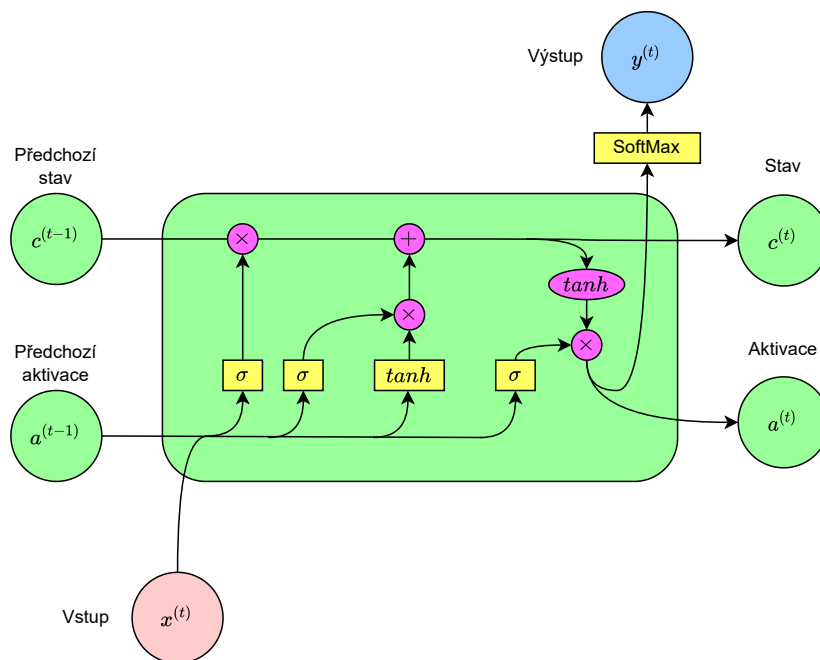 Výstup
y^{(t)}
SoftMax
Předchozí
stav
Stav
c^{(t-1)}
×
+
c^{(t)}
tanh
×
×
Předchozí
aktivace
Aktivace
σ
σ
tanh
σ
a^{(t-1)}
a^{(t)}
Vstup
x^{(t)}